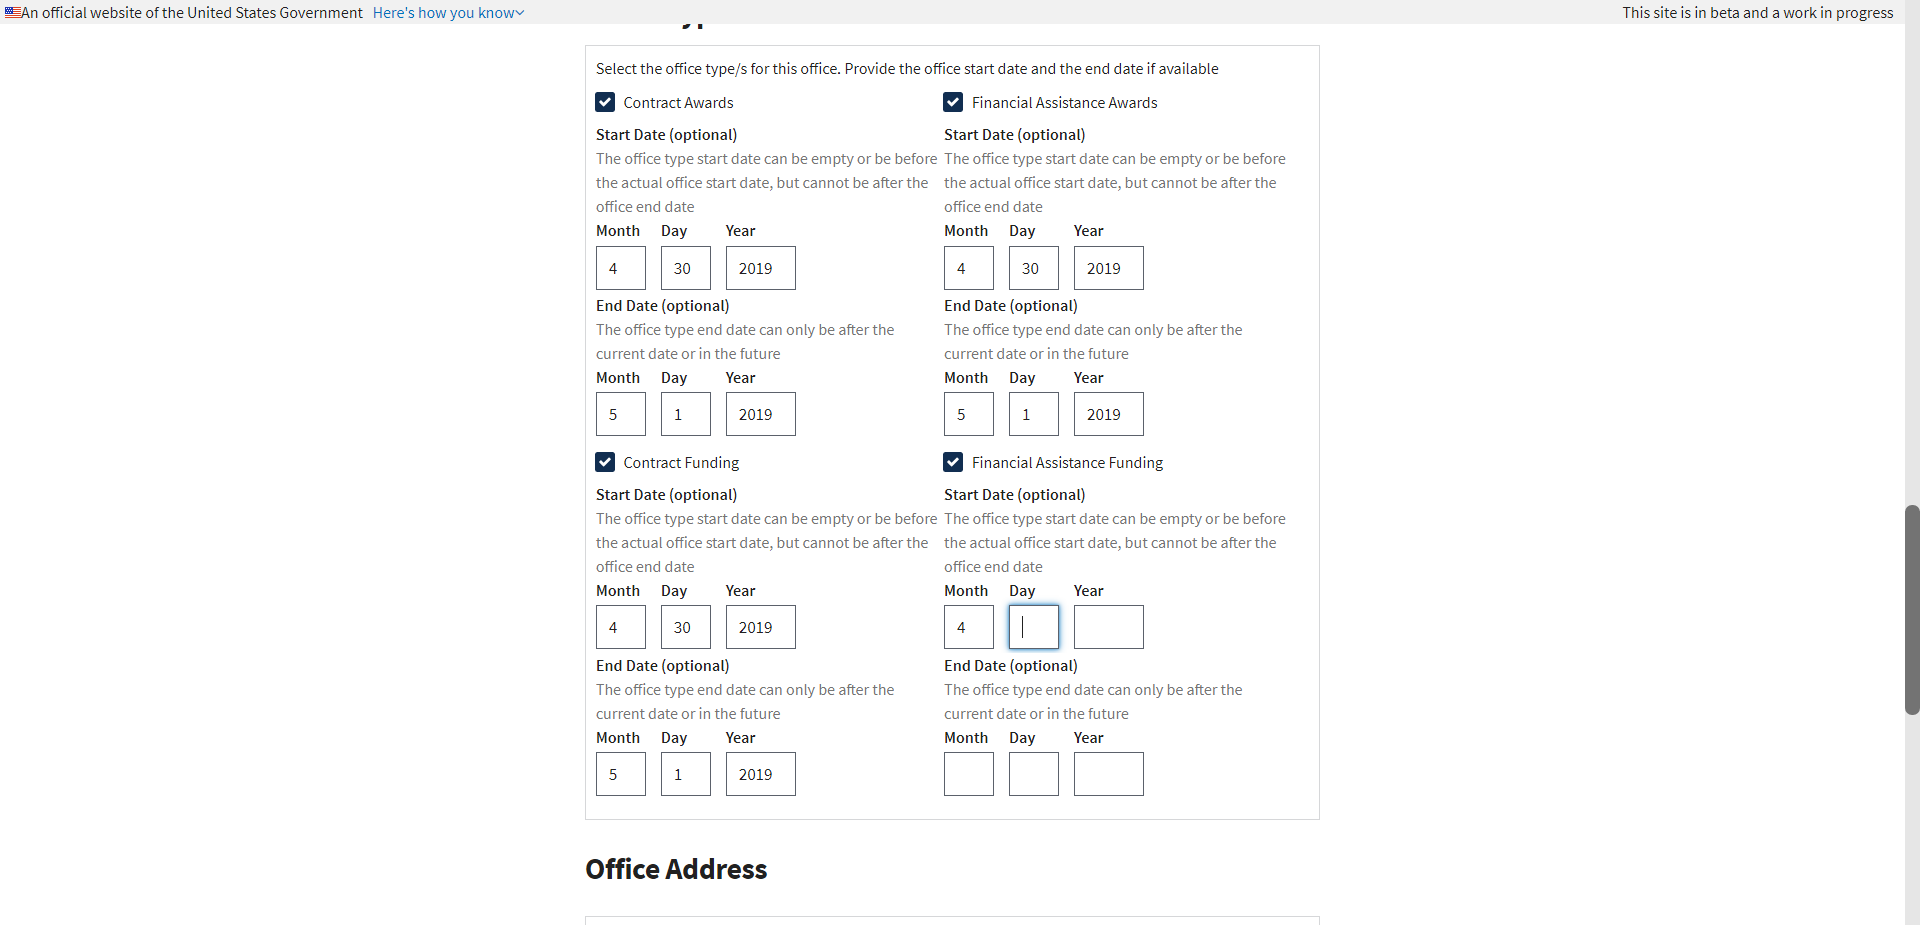 An official website of the United States Government Here's how you know
This site is in beta and a work in progress
Select the office type/s for this office. Provide the office start date and the end date if available
Contract Awards
Start Date (optional)
The office type start date can be empty or be before
the actual office start date, but cannot be after the
office end date
Month Day Year
4 30 2019
End Date (optional)
The office type end date can only be after the
current date or in the future
Month Day Year
5 1 2019
Financial Assistance Awards
Start Date (optional)
The office type start date can be empty or be before
the actual office start date, but cannot be after the
office end date
Month Day Year
4 30 2019
End Date (optional)
The office type end date can only be after the
current date or in the future
Month Day Year
5 1 2019
Contract Funding
Start Date (optional)
The office type start date can be empty or be before
the actual office start date, but cannot be after the
office end date
Month Day Year
4 30 2019
End Date (optional)
The office type end date can only be after the
current date or in the future
Month Day Year
5 1 2019
Financial Assistance Funding
Start Date (optional)
The office type start date can be empty or be before
the actual office start date, but cannot be after the
office end date
Month Day Year
4
End Date (optional)
The office type end date can only be after the
current date or in the future
Month Day Year
Office Address